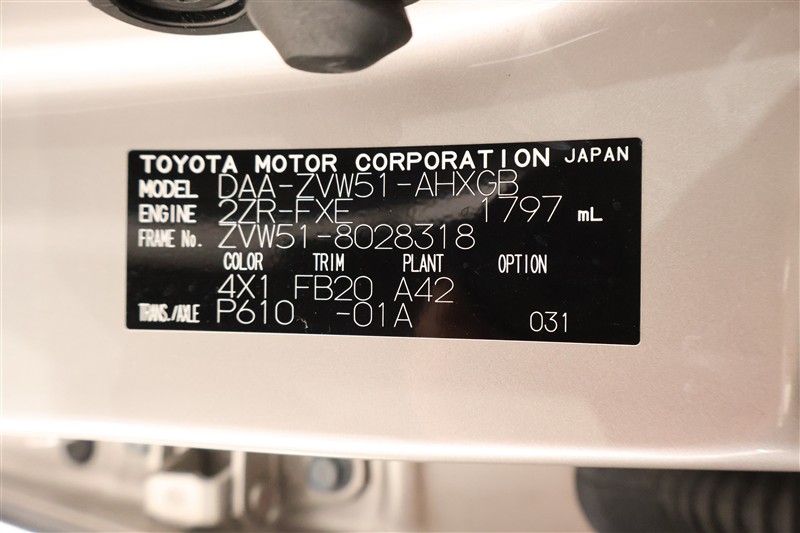 TOYOTA MOTOR CORPORATION JAPAN
MODEL DAA-ZVW51-AHXGB
ENGINE 2ZR-FXE 1797 mL
FRAME No. ZVW51-8028318
COLOR TRIM PLANT OPTION
4X1 FB20 A42
TRANS./AXLE P610 -01A 031